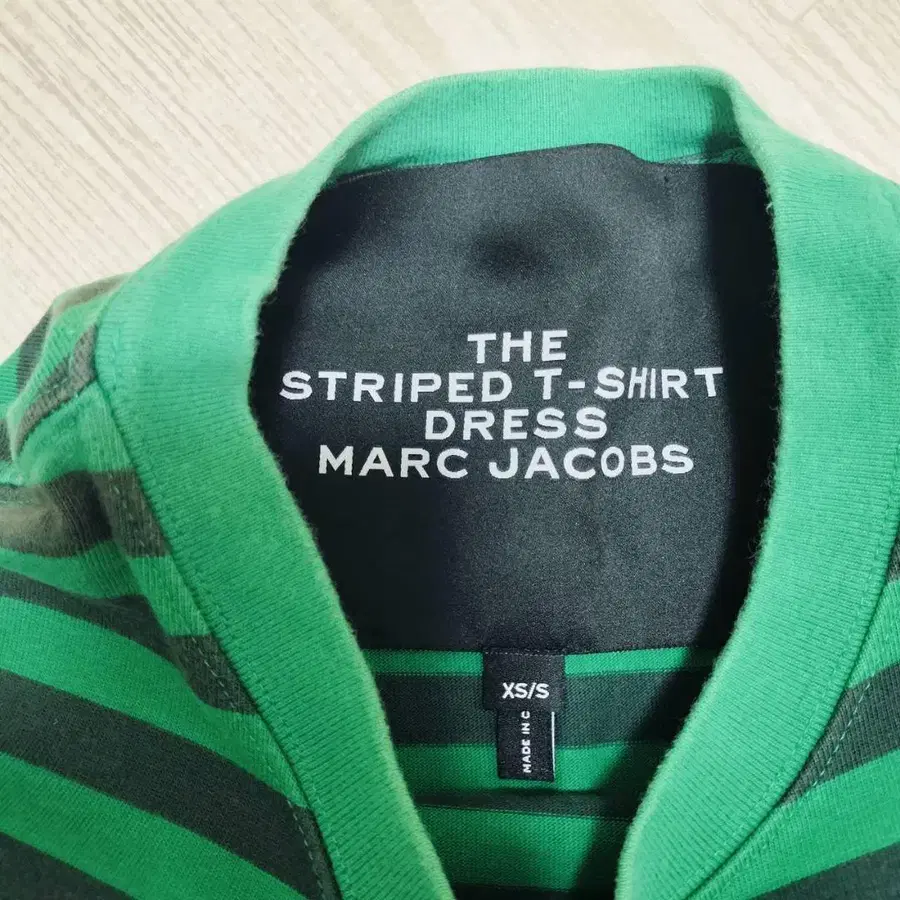 THE
STRIPED T-SHIRT
DRESS
MARC JACOBS
XS/S
MADE IN C